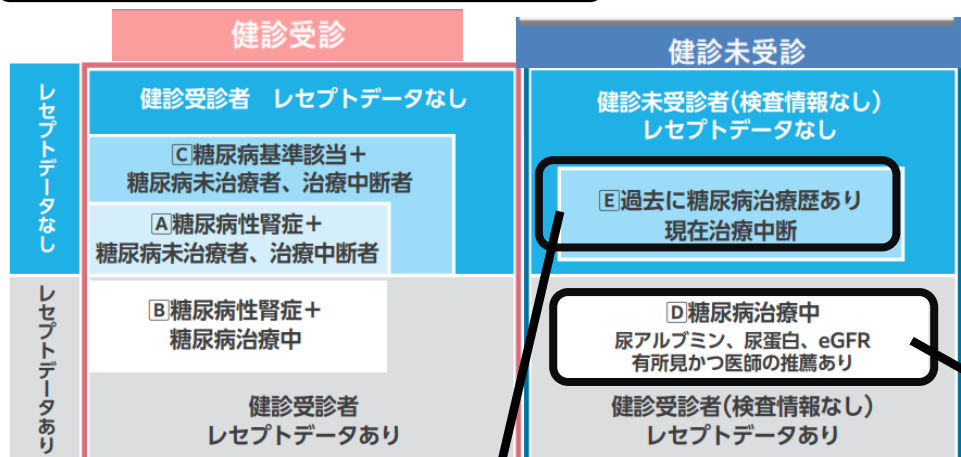 健診受診
健診未受診
レセプトデータなし
健診受診者 レセプトデータなし
C糖尿病基準該当+
糖尿病未治療者、治療中断者
A糖尿病性腎症+
糖尿病未治療者、治療中断者
健診未受診者(検査情報なし)
レセプトデータなし
E過去に糖尿病治療歴あり
現在治療中断
レセプトデータあり
B糖尿病性腎症+
糖尿病治療中
健診受診者
レセプトデータあり
D糖尿病治療中
尿アルブミン、尿蛋白、eGFR
有所見かつ医師の推薦あり
健診受診者(検査情報なし)
レセプトデータあり